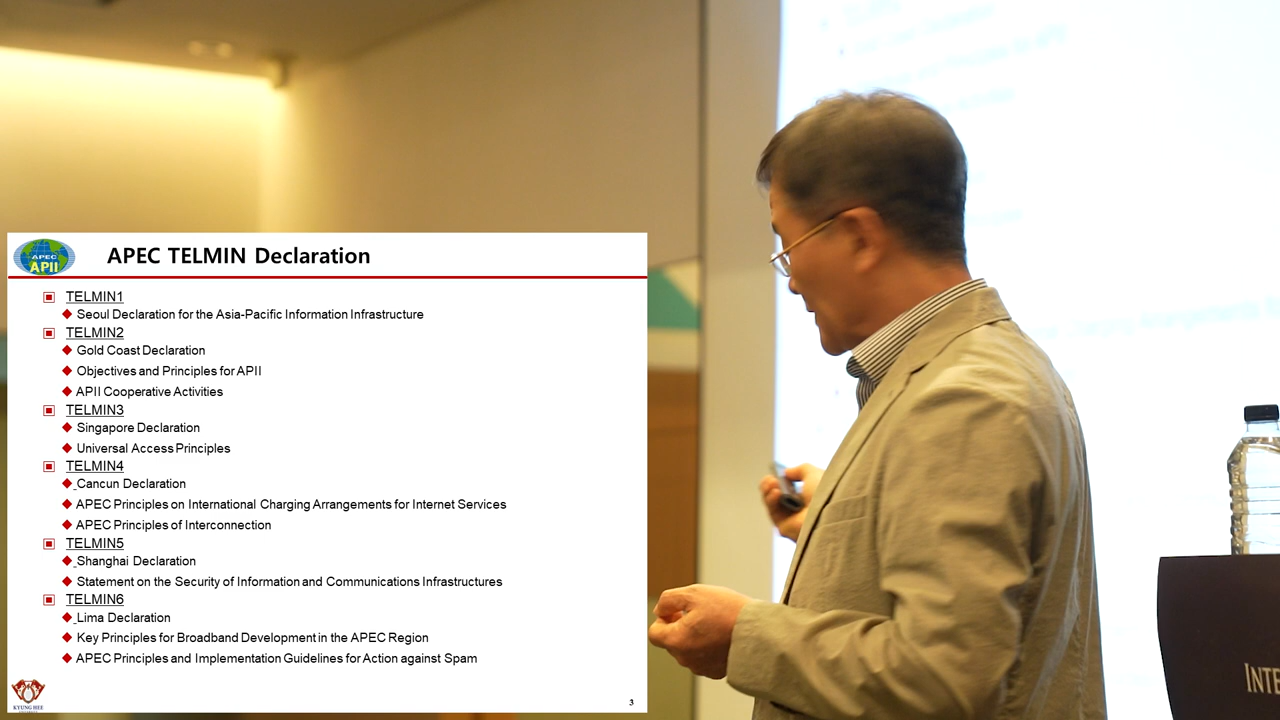 APEC
APII
APEC TELMIN Declaration
TELMIN1
Seoul Declaration for the Asia-Pacific Information Infrastructure
TELMIN2
Gold Coast Declaration
Objectives and Principles for APII
APII Cooperative Activities
TELMIN3
Singapore Declaration
Universal Access Principles
TELMIN4
Cancun Declaration
APEC Principles on International Charging Arrangements for Internet Services
APEC Principles of Interconnection
TELMIN5
Shanghai Declaration
Statement on the Security of Information and Communications Infrastructures
TELMIN6
Lima Declaration
Key Principles for Broadband Development in the APEC Region
APEC Principles and Implementation Guidelines for Action against Spam
KYUNG HEE
3
INTE